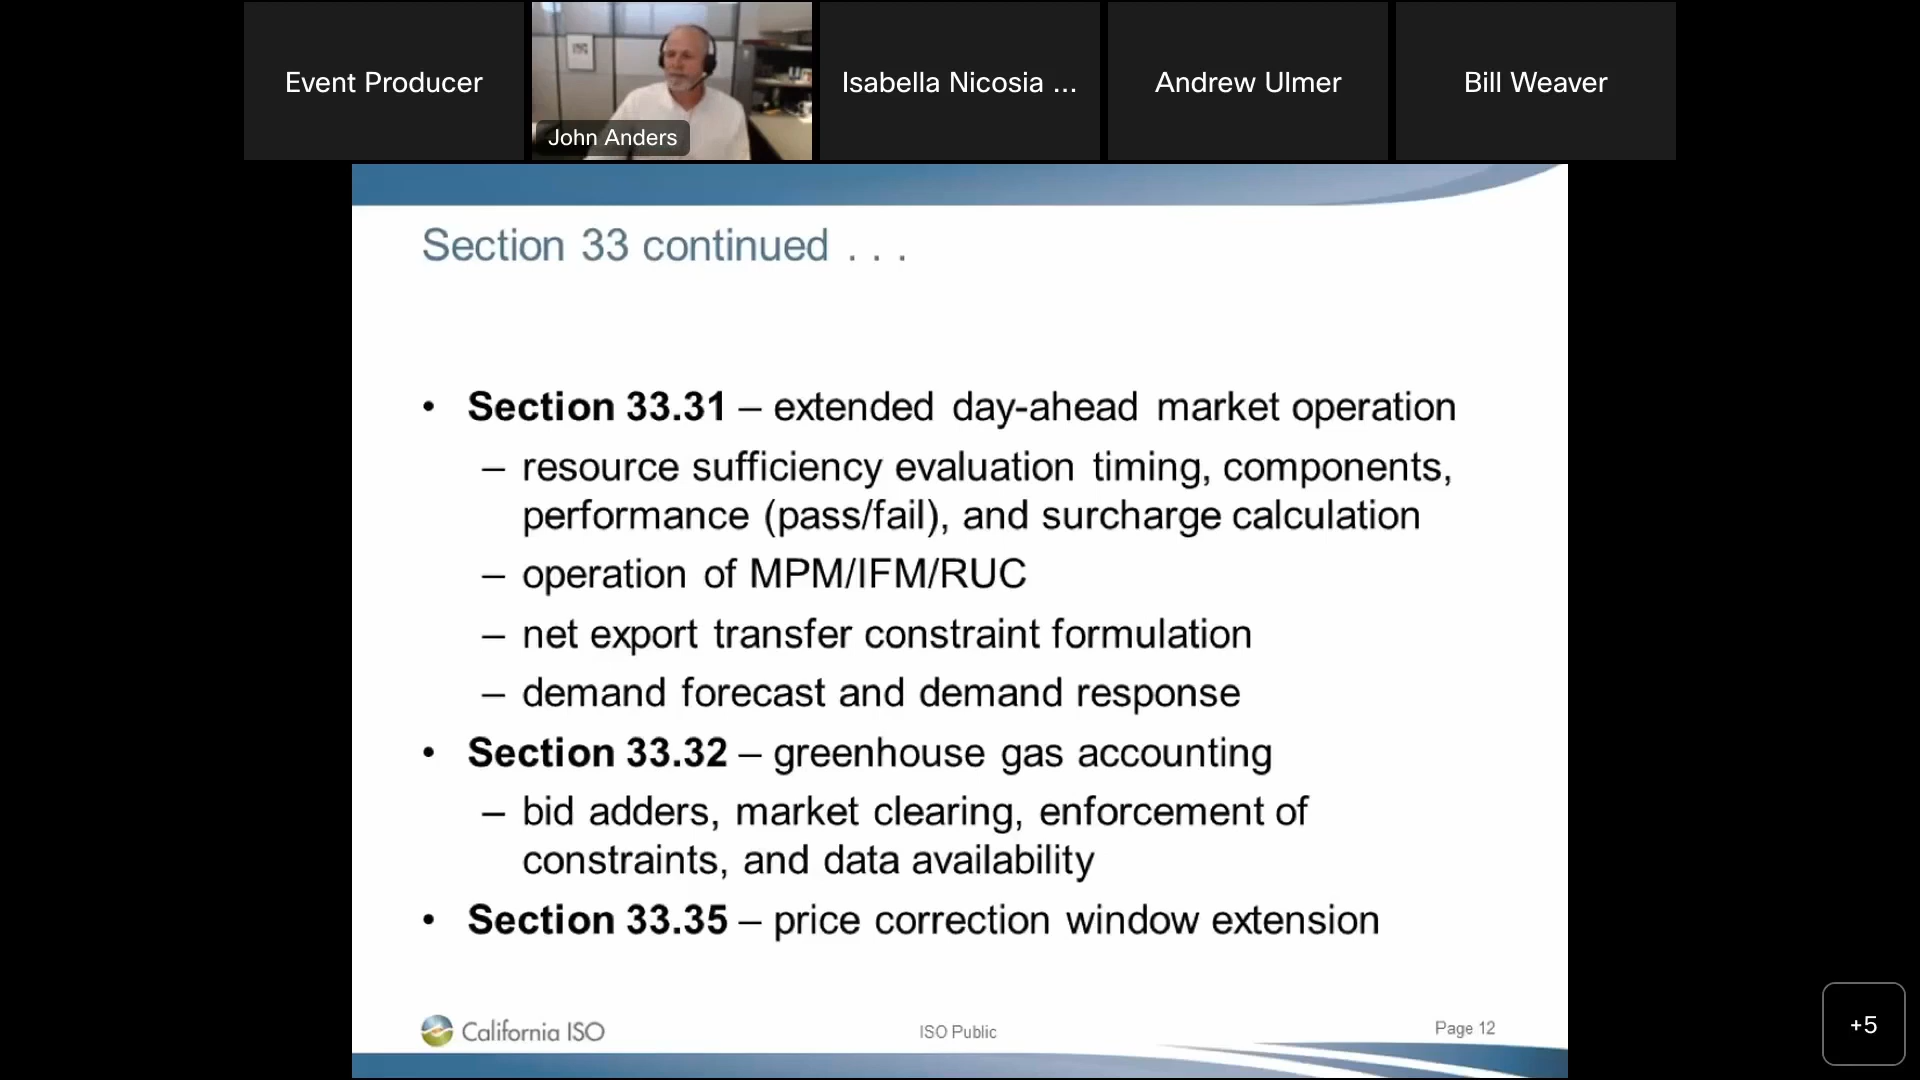 Event Producer
John Anders
Isabella Nicosia ...
Andrew Ulmer
Bill Weaver
Section 33 continued . . .
• Section 33.31 – extended day-ahead market operation
– resource sufficiency evaluation timing, components,
performance (pass/fail), and surcharge calculation
– operation of MPM/IFM/RUC
– net export transfer constraint formulation
– demand forecast and demand response
• Section 33.32 – greenhouse gas accounting
– bid adders, market clearing, enforcement of
constraints, and data availability
• Section 33.35 – price correction window extension
California ISO
ISO Public
Page 12
+5